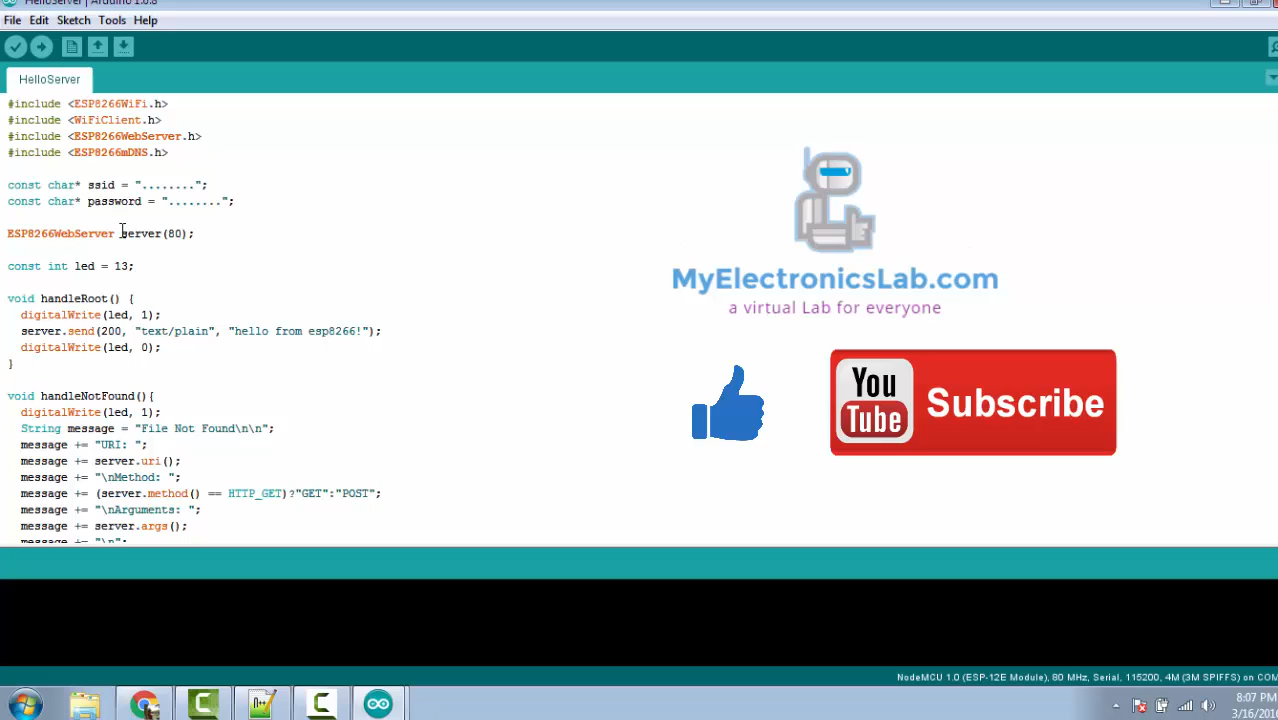 HelloServer | Arduino 1.6.8
File Edit Sketch Tools Help
HelloServer
#include <ESP8266WiFi.h>
#include <WiFiClient.h>
#include <ESP8266WebServer.h>
#include <ESP8266mDNS.h>
const char* ssid = "........";
const char* password = "........";
ESP8266WebServer server(80);
const int led = 13;
void handleRoot() {
digitalWrite(led, 1);
server.send(200, "text/plain", "hello from esp8266!");
digitalWrite(led, 0);
}
void handleNotFound(){
digitalWrite(led, 1);
String message = "File Not Found\n\n";
message += "URI: ";
message += server.uri();
message += "\nMethod: ";
message += (server.method() == HTTP_GET)?"GET":"POST";
message += "\nArguments: ";
message += server.args();
message += "\n";
MyElectronicsLab.com
a virtual Lab for everyone
You
Tube
Subscribe
NodeMCU 1.0 (ESP-12E Module), 80 MHz, Serial, 115200, 4M (3M SPIFFS) on COM
8:07 PM
3/16/201